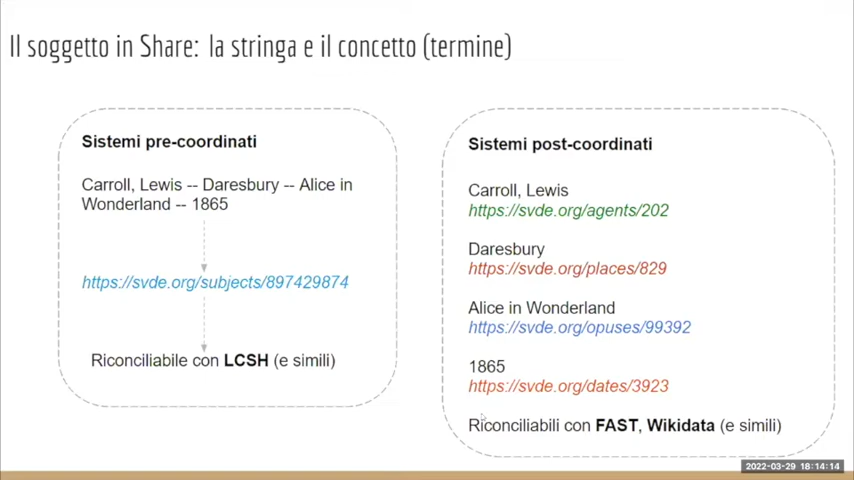 Il soggetto in Share: la stringa e il concetto (termine)
Sistemi pre-coordinati
Carroll, Lewis -- Daresbury -- Alice in
Wonderland -- 1865
https://svde.org/subjects/897429874
Riconciliabile con LCSH (e simili)
Sistemi post-coordinati
Carroll, Lewis
https://svde.org/agents/202
Daresbury
https://svde.org/places/829
Alice in Wonderland
https://svde.org/opuses/99392
1865
https://svde.org/dates/3923
Riconciliabili con FAST, Wikidata (e simili)
2022-03-29 18:14:14